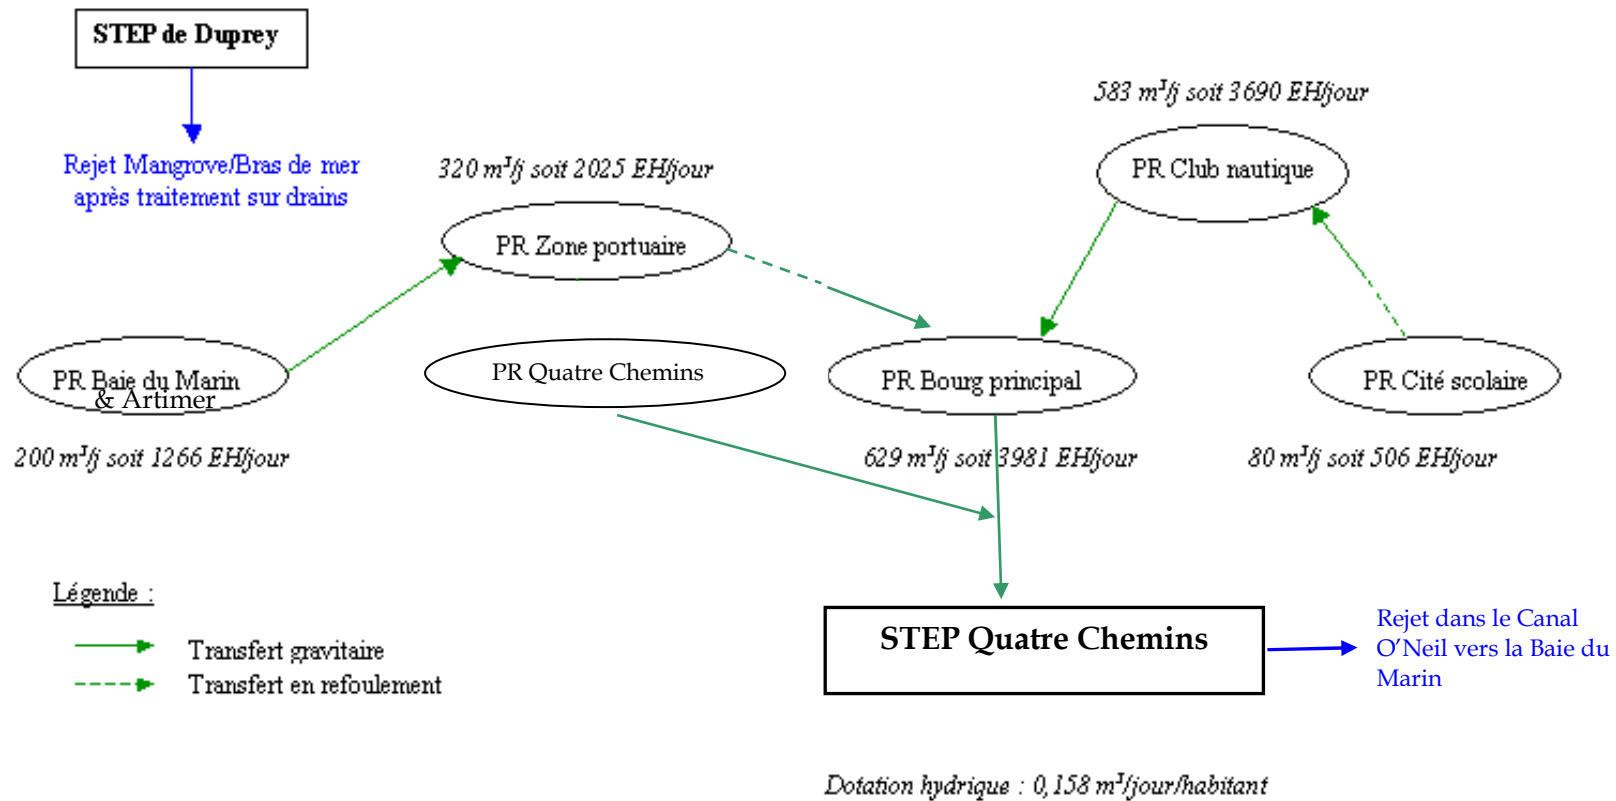 STEP de Duprey
Rejet Mangrove/Bras de mer
après traitement sur drains
583 m³/j soit 3690 EH/jour
320 m³/j soit 2025 EH/jour
PR Club nautique
PR Zone portuaire
PR Baie du Marin
& Artimer
PR Quatre Chemins
PR Bourg principal
PR Cité scolaire
200 m³/j soit 1266 EH/jour
629 m³/j soit 3981 EH/jour
80 m³/j soit 506 EH/jour
Légende :
Transfert gravitaire
Transfert en refoulement
STEP Quatre Chemins
Rejet dans le Canal
O’Neil vers la Baie du
Marin
Dotation hydrique : 0,158 m³/jour/habitant